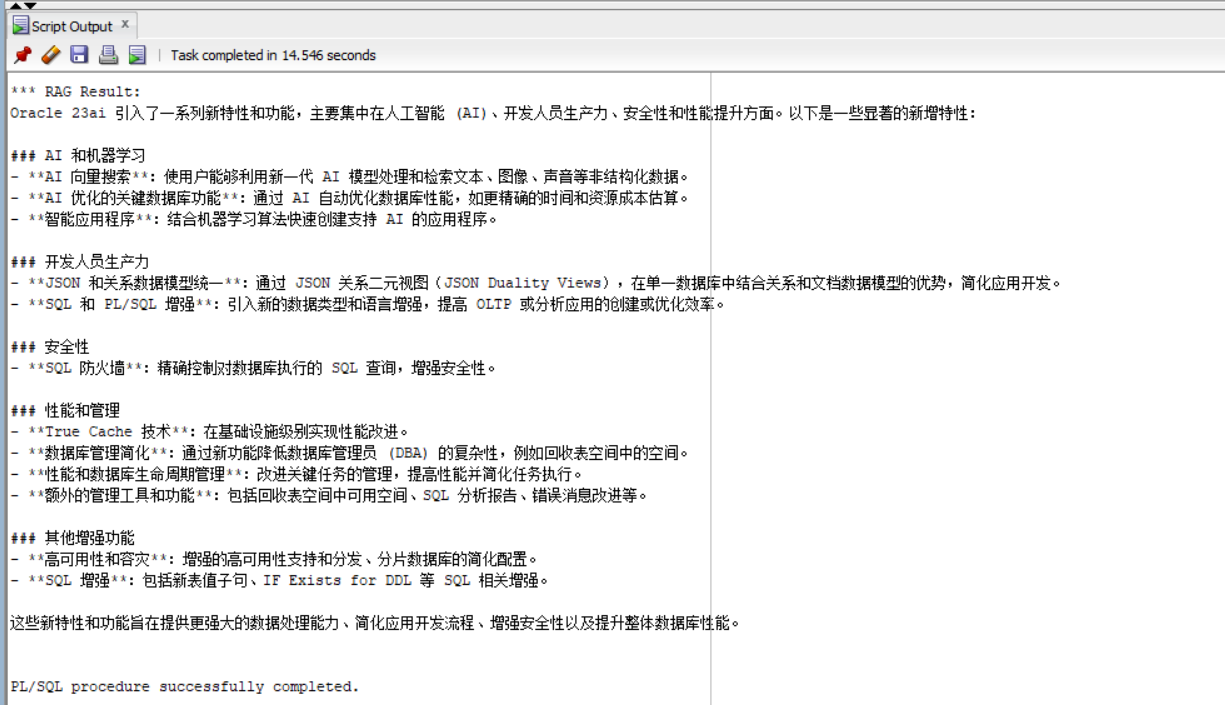 Script Output x
Task completed in 14.546 seconds
*** RAG Result:
Oracle 23ai 引入了一系列新特性和功能，主要集中在人工智能 (AI)、开发人员生产力、安全性和性能提升方面。以下是一些显著的新增特性：
### AI 和机器学习
- **AI 向量搜索**：使用户能够利用新一代 AI 模型处理和检索文本、图像、声音等非结构化数据。
- **AI 优化的关键数据库功能**：通过 AI 自动优化数据库性能，如更精确的时间和资源成本估算。
- **智能应用程序**：结合机器学习算法快速创建支持 AI 的应用程序。
### 开发人员生产力
- **JSON 和关系数据模型统一**：通过 JSON 关系二元视图（JSON Duality Views），在单一数据库中结合关系和文档数据模型的优势，简化应用开发。
- **SQL 和 PL/SQL 增强**：引入新的数据类型和语言增强，提高 OLTP 或分析应用的创建或优化效率。
### 安全性
- **SQL 防火墙**：精确控制对数据库执行的 SQL 查询，增强安全性。
### 性能和管理
- **True Cache 技术**：在基础设施级别实现性能改进。
- **数据库管理简化**：通过新功能降低数据库管理员 (DBA) 的复杂性，例如回收表空间中的空间。
- **性能和数据库生命周期管理**：改进关键任务的管理，提高性能并简化任务执行。
- **额外的管理工具和功能**：包括回收表空间中可用空间、SQL 分析报告、错误消息改进等。
### 其他增强功能
- **高可用性和容灾**：增强的高可用性支持和分发、分片数据库的简化配置。
- **SQL 增强**：包括新表值子句、IF Exists for DDL 等 SQL 相关增强。
这些新特性和功能旨在提供更强大的数据处理能力、简化应用开发流程、增强安全性以及提升整体数据库性能。
PL/SQL procedure successfully completed.